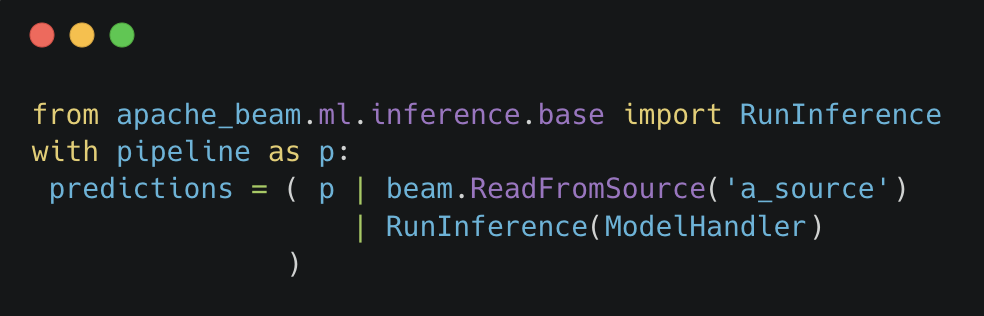 from apache_beam.ml.inference.base import RunInference
with pipeline as p:
 predictions = ( p | beam.ReadFromSource('a_source')
                   | RunInference(ModelHandler)
               )